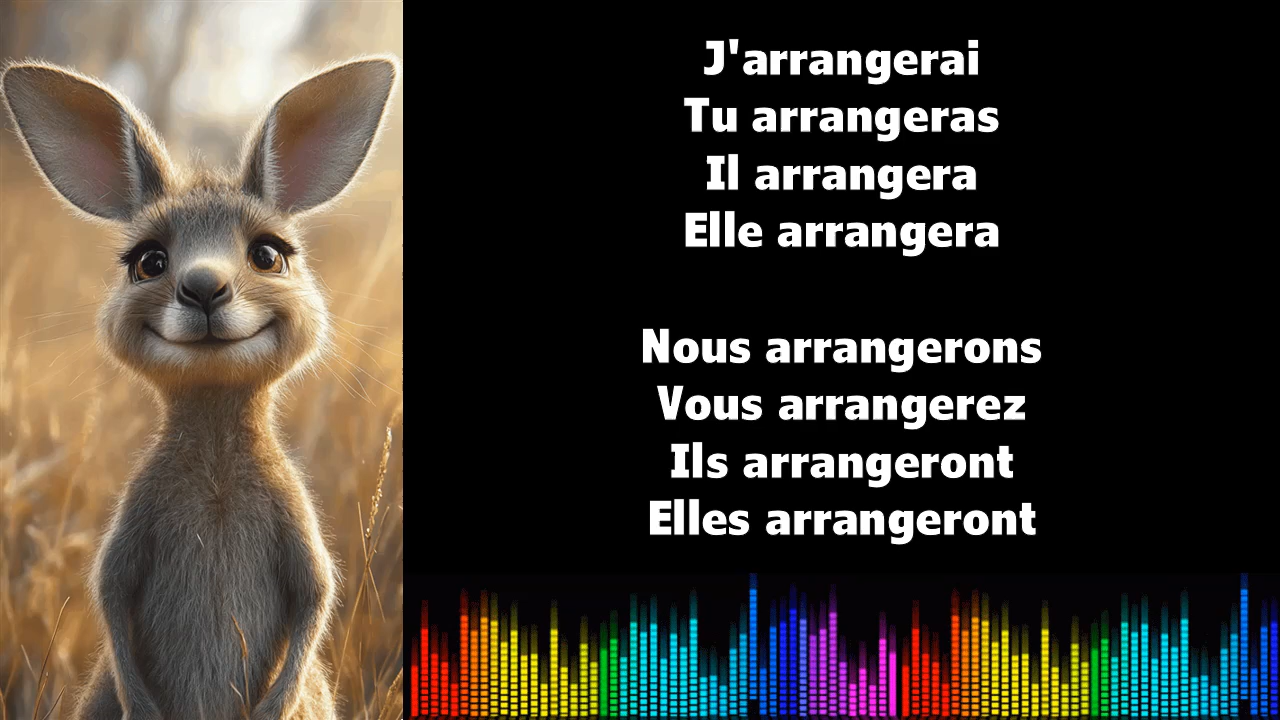 J'arrangerai
Tu arrangeras
Il arrangera
Elle arrangera
Nous arrangerons
Vous arrangerez
Ils arrangeront
Elles arrangeront